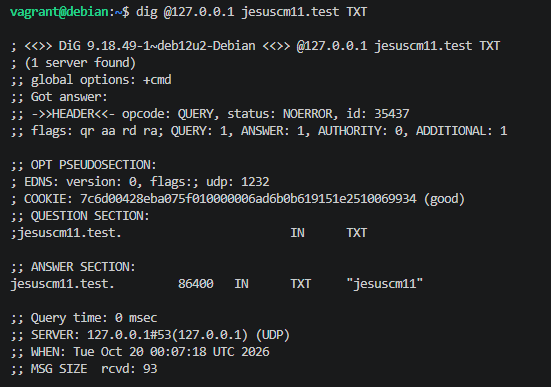 vagrant@debian:~$ dig @127.0.0.1 jesuscm11.test TXT
; <<>> DiG 9.18.49-1~deb12u2-Debian <<>> @127.0.0.1 jesuscm11.test TXT
; (1 server found)
;; global options: +cmd
;; Got answer:
;; ->>HEADER<<- opcode: QUERY, status: NOERROR, id: 35437
;; flags: qr aa rd ra; QUERY: 1, ANSWER: 1, AUTHORITY: 0, ADDITIONAL: 1
;; OPT PSEUDOSECTION:
; EDNS: version: 0, flags:; udp: 1232
; COOKIE: 7c6d00428eba075f010000006ad6b0b619151e2510069934 (good)
;; QUESTION SECTION:
;jesuscm11.test. IN TXT
;; ANSWER SECTION:
jesuscm11.test. 86400 IN TXT "jesuscm11"
;; Query time: 0 msec
;; SERVER: 127.0.0.1#53(127.0.0.1) (UDP)
;; WHEN: Tue Oct 20 00:07:18 UTC 2026
;; MSG SIZE rcvd: 93